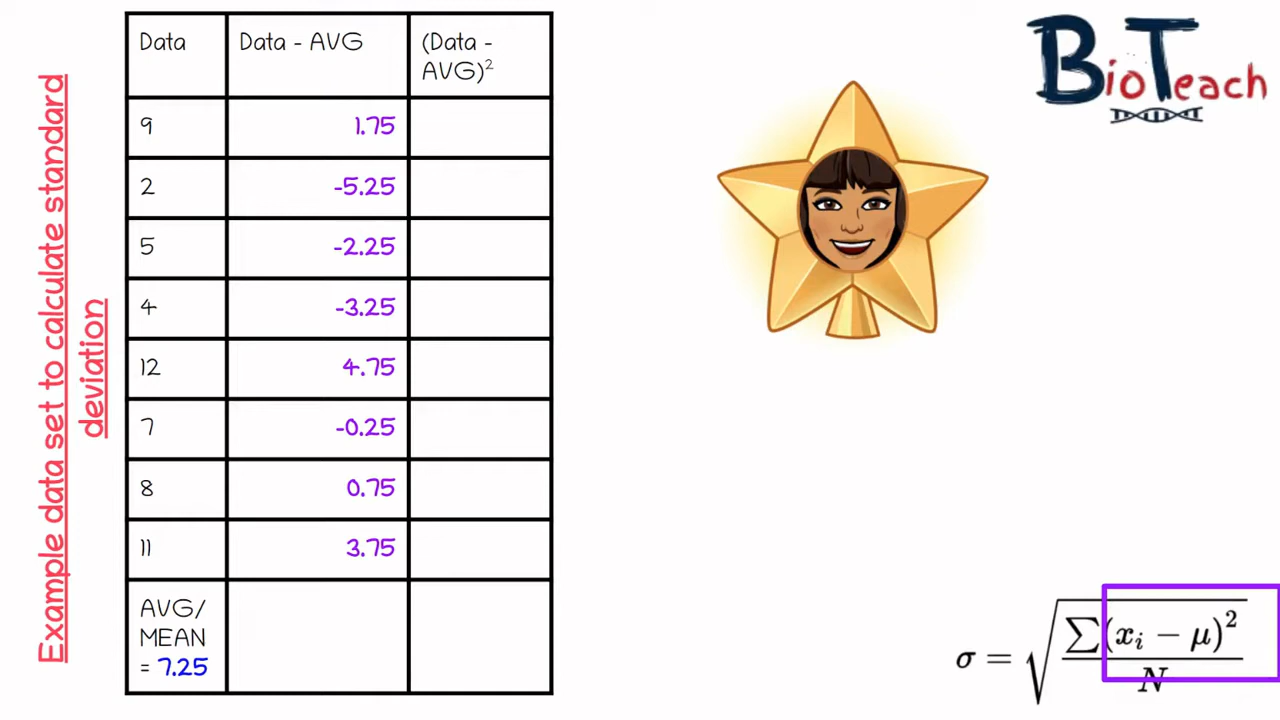 Example data set to calculate standard
deviation
Data
Data - AVG
(Data -
AVG)²
9
1.75
2
-5.25
5
-2.25
4
-3.25
12
4.75
7
-0.25
8
0.75
11
3.75
AVG/
MEAN
= 7.25
BioTeach
σ = √(∑(xᵢ − μ)² / N)